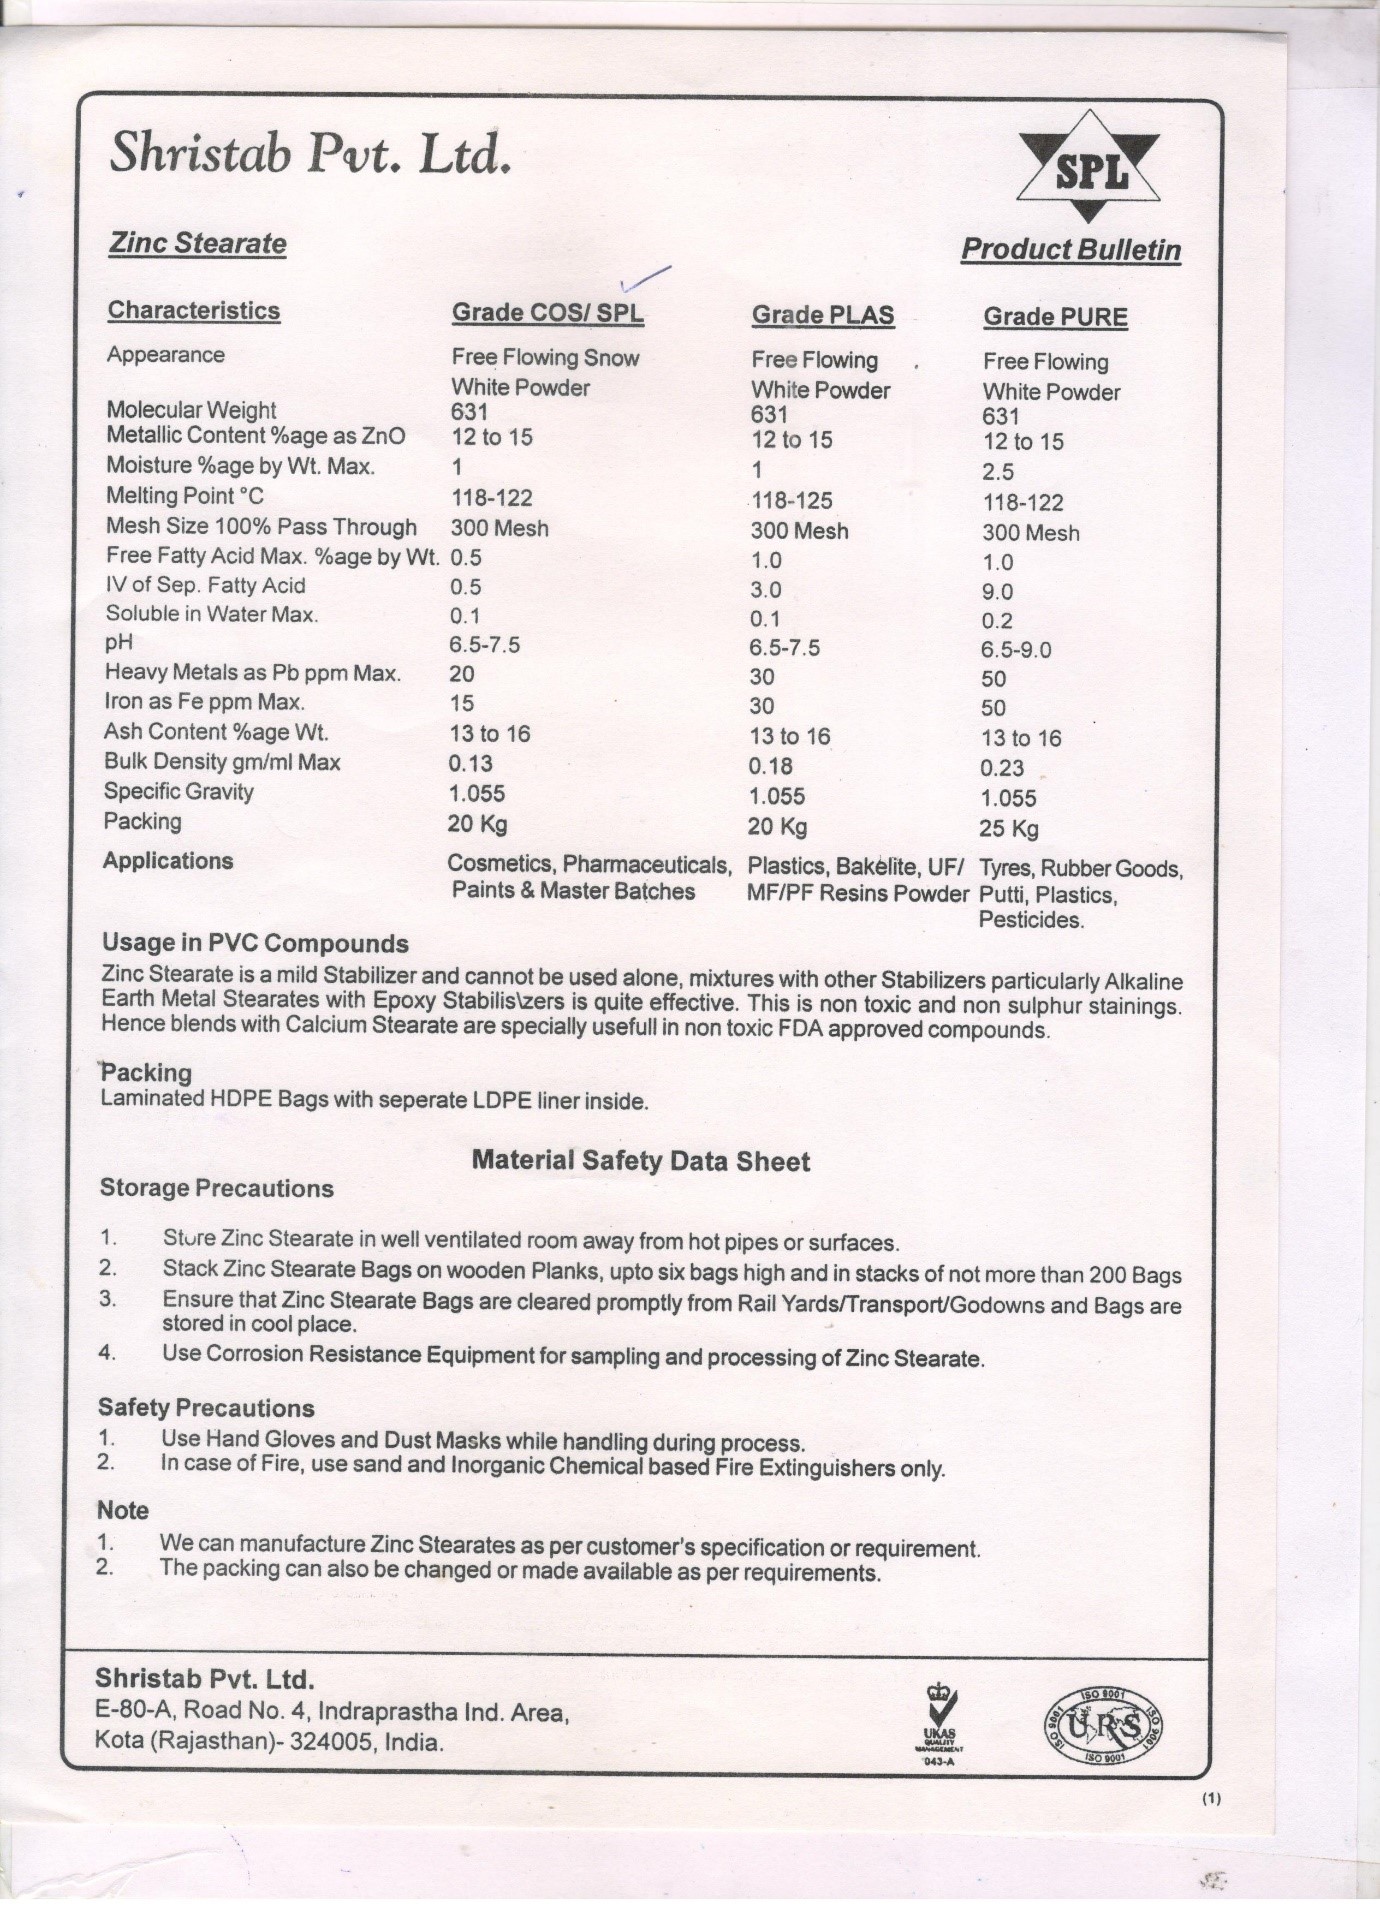 Shristab Pvt. Ltd.
SPL
Zinc Stearate
Product Bulletin
Characteristics Grade COS/ SPL Grade PLAS Grade PURE
Appearance Free Flowing Snow Free Flowing Free Flowing
White Powder White Powder White Powder
Molecular Weight 631 631 631
Metallic Content %age as ZnO 12 to 15 12 to 15 12 to 15
Moisture %age by Wt. Max. 1 1 2.5
Melting Point °C 118-122 118-125 118-122
Mesh Size 100% Pass Through 300 Mesh 300 Mesh 300 Mesh
Free Fatty Acid Max. %age by Wt. 0.5 1.0 1.0
IV of Sep. Fatty Acid 0.5 3.0 9.0
Soluble in Water Max. 0.1 0.1 0.2
pH 6.5-7.5 6.5-7.5 6.5-9.0
Heavy Metals as Pb ppm Max. 20 30 50
Iron as Fe ppm Max. 15 30 50
Ash Content %age Wt. 13 to 16 13 to 16 13 to 16
Bulk Density gm/ml Max 0.13 0.18 0.23
Specific Gravity 1.055 1.055 1.055
Packing 20 Kg 20 Kg 25 Kg
Applications Cosmetics, Pharmaceuticals, Plastics, Bakelite, UF/ Tyres, Rubber Goods,
Paints & Master Batches MF/PF Resins Powder Putti, Plastics,
Pesticides.
Usage in PVC Compounds
Zinc Stearate is a mild Stabilizer and cannot be used alone, mixtures with other Stabilizers particularly Alkaline
Earth Metal Stearates with Epoxy Stabilis\zers is quite effective. This is non toxic and non sulphur stainings.
Hence blends with Calcium Stearate are specially usefull in non toxic FDA approved compounds.
Packing
Laminated HDPE Bags with seperate LDPE liner inside.
Material Safety Data Sheet
Storage Precautions
1. Store Zinc Stearate in well ventilated room away from hot pipes or surfaces.
2. Stack Zinc Stearate Bags on wooden Planks, upto six bags high and in stacks of not more than 200 Bags
3. Ensure that Zinc Stearate Bags are cleared promptly from Rail Yards/Transport/Godowns and Bags are
stored in cool place.
4. Use Corrosion Resistance Equipment for sampling and processing of Zinc Stearate.
Safety Precautions
1. Use Hand Gloves and Dust Masks while handling during process.
2. In case of Fire, use sand and Inorganic Chemical based Fire Extinguishers only.
Note
1. We can manufacture Zinc Stearates as per customer's specification or requirement.
2. The packing can also be changed or made available as per requirements.
Shristab Pvt. Ltd.
E-80-A, Road No. 4, Indraprastha Ind. Area,
Kota (Rajasthan)- 324005, India.
UKAS
QUALITY
MANAGEMENT
043-A
ISO 9001
ISO 9001
URS
ISO 9001
ISO 9001
(1)